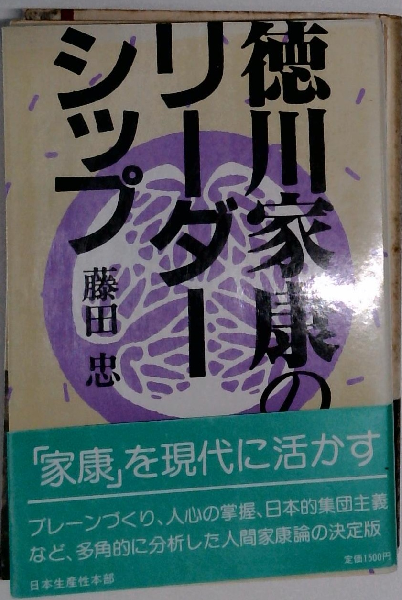 徳川家康の
リーダー
シップ
藤田 忠
「家康」を現代に活かす
ブレーンづくり、人心の掌握、日本的集団主義
など、多角的に分析した人間家康論の決定版
日本生産性本部
定価1500円